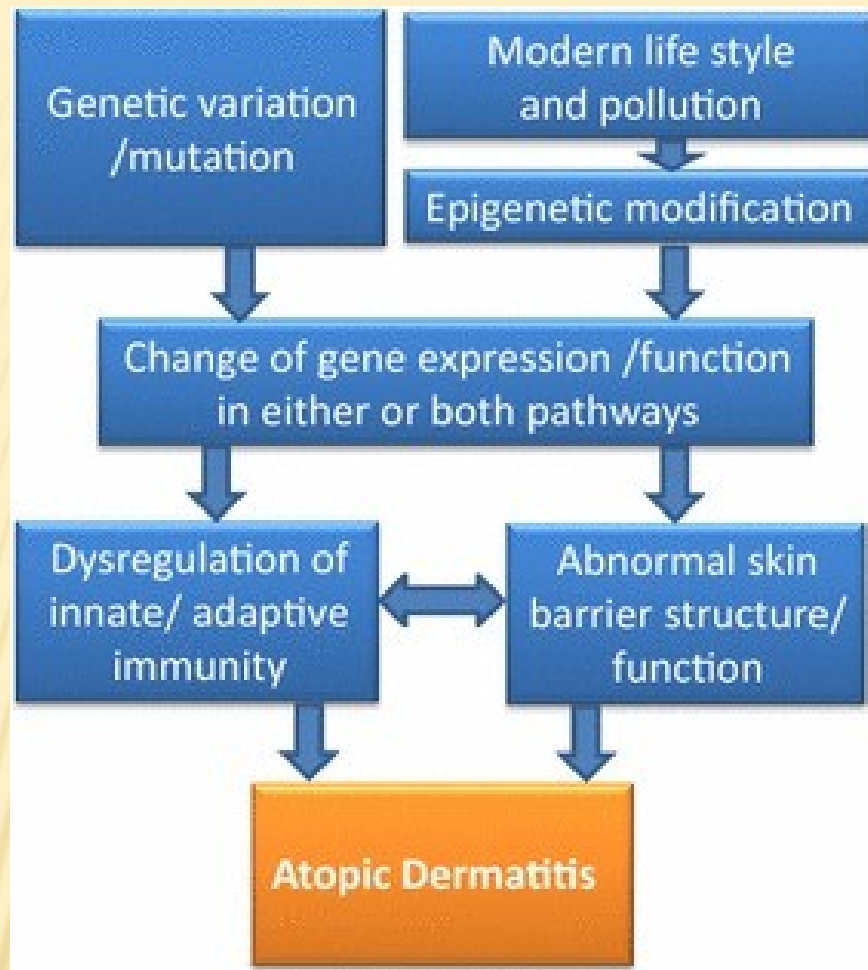 Genetic variation
/mutation
Modern life style
and pollution
Epigenetic modification
Change of gene expression /function
in either or both pathways
Dysregulation of
innate/ adaptive
immunity
Abnormal skin
barrier structure/
function
Atopic Dermatitis